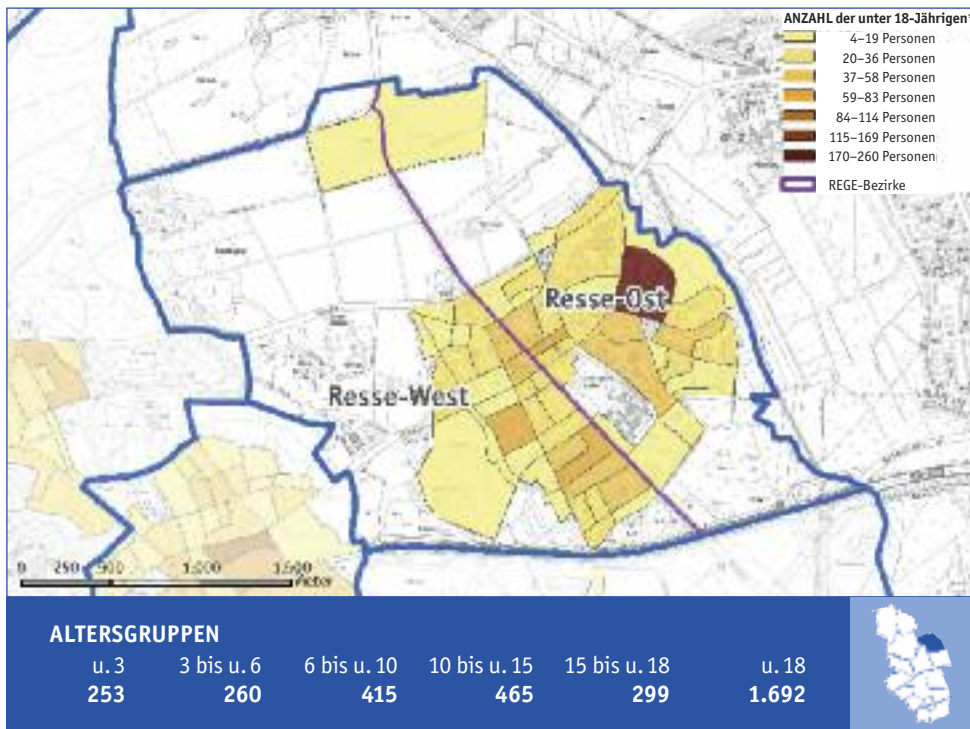 ANZAHL der unter 18-Jährigen*
4–19 Personen
20–36 Personen
37–58 Personen
59–83 Personen
84–114 Personen
115–169 Personen
170–260 Personen
REGE-Bezirke
Resse-Ost
Resse-West
0 250 500 1.000 1.500
Meter
ALTERSGRUPPEN
u. 3 3 bis u. 6 6 bis u. 10 10 bis u. 15 15 bis u. 18 u. 18
253 260 415 465 299 1.692